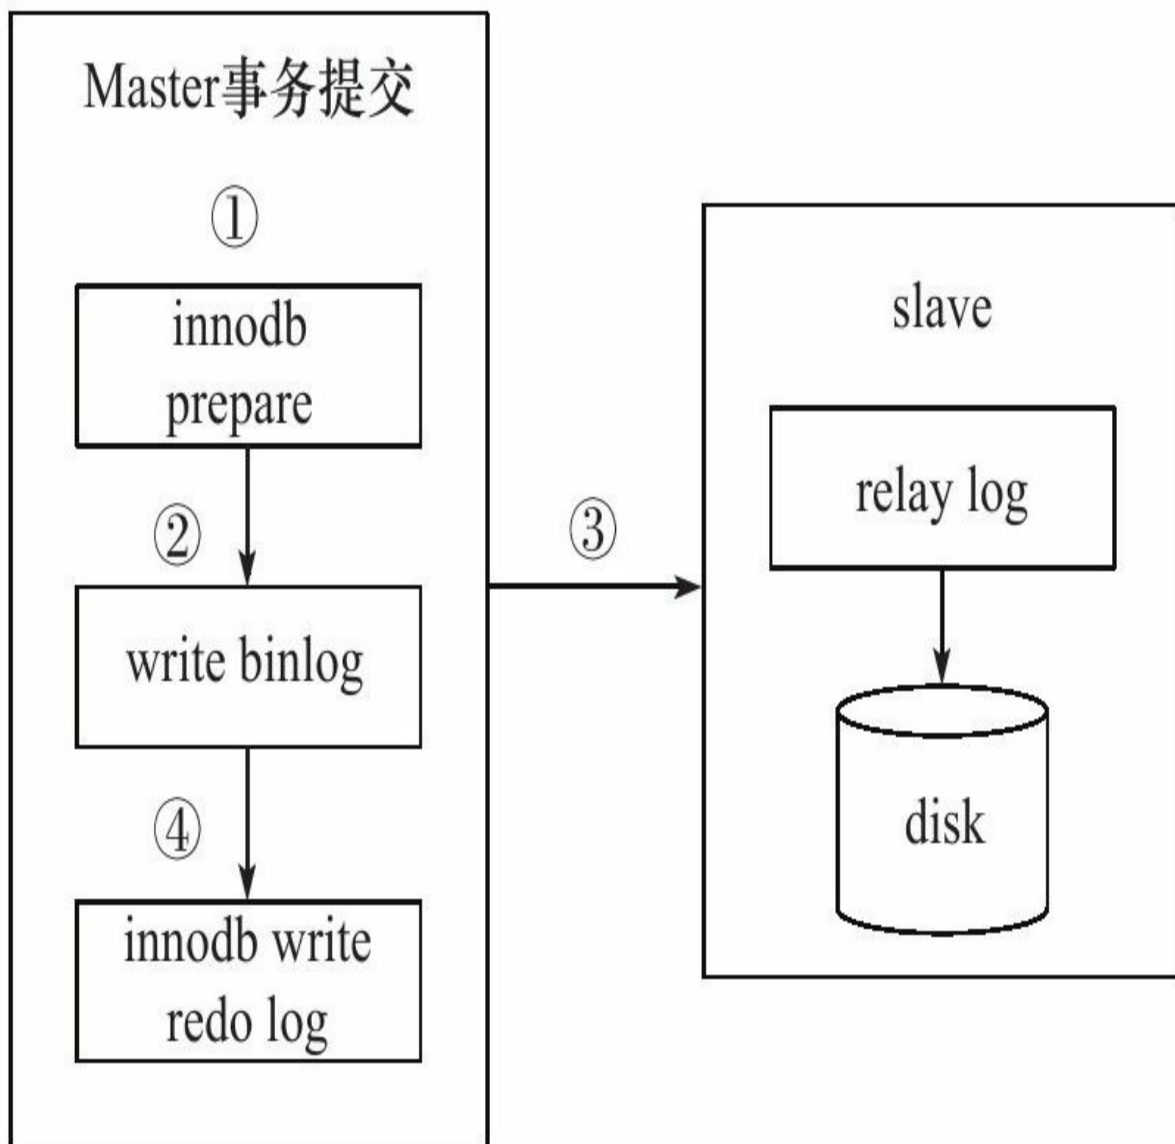 Master事务提交
①
innodb
prepare
②
write binlog
④
innodb write
redo log
③
slave
relay log
disk